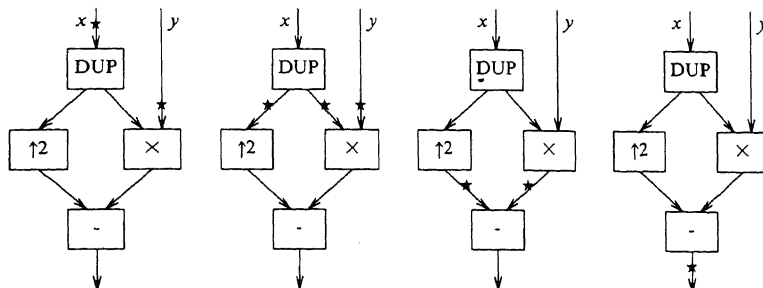 x y x y x y x y
DUP DUP DUP DUP
↑2 × ↑2 × ↑2 × ↑2 ×
- - - -